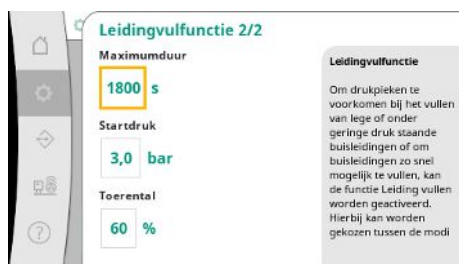 Leidingvulfunctie 2/2
Maximumduur
1800 s
Startdruk
3,0 bar
Toerental
60 %
Leidingvulfunctie
Om drukpieken te
voorkomen bij het vullen
van lege of onder
geringe druk staande
buisleidingen of om
buisleidingen zo snel
mogelijk te vullen, kan
de functie Leiding vullen
worden geactiveerd.
Hierbij kan worden
gekozen tussen de modi